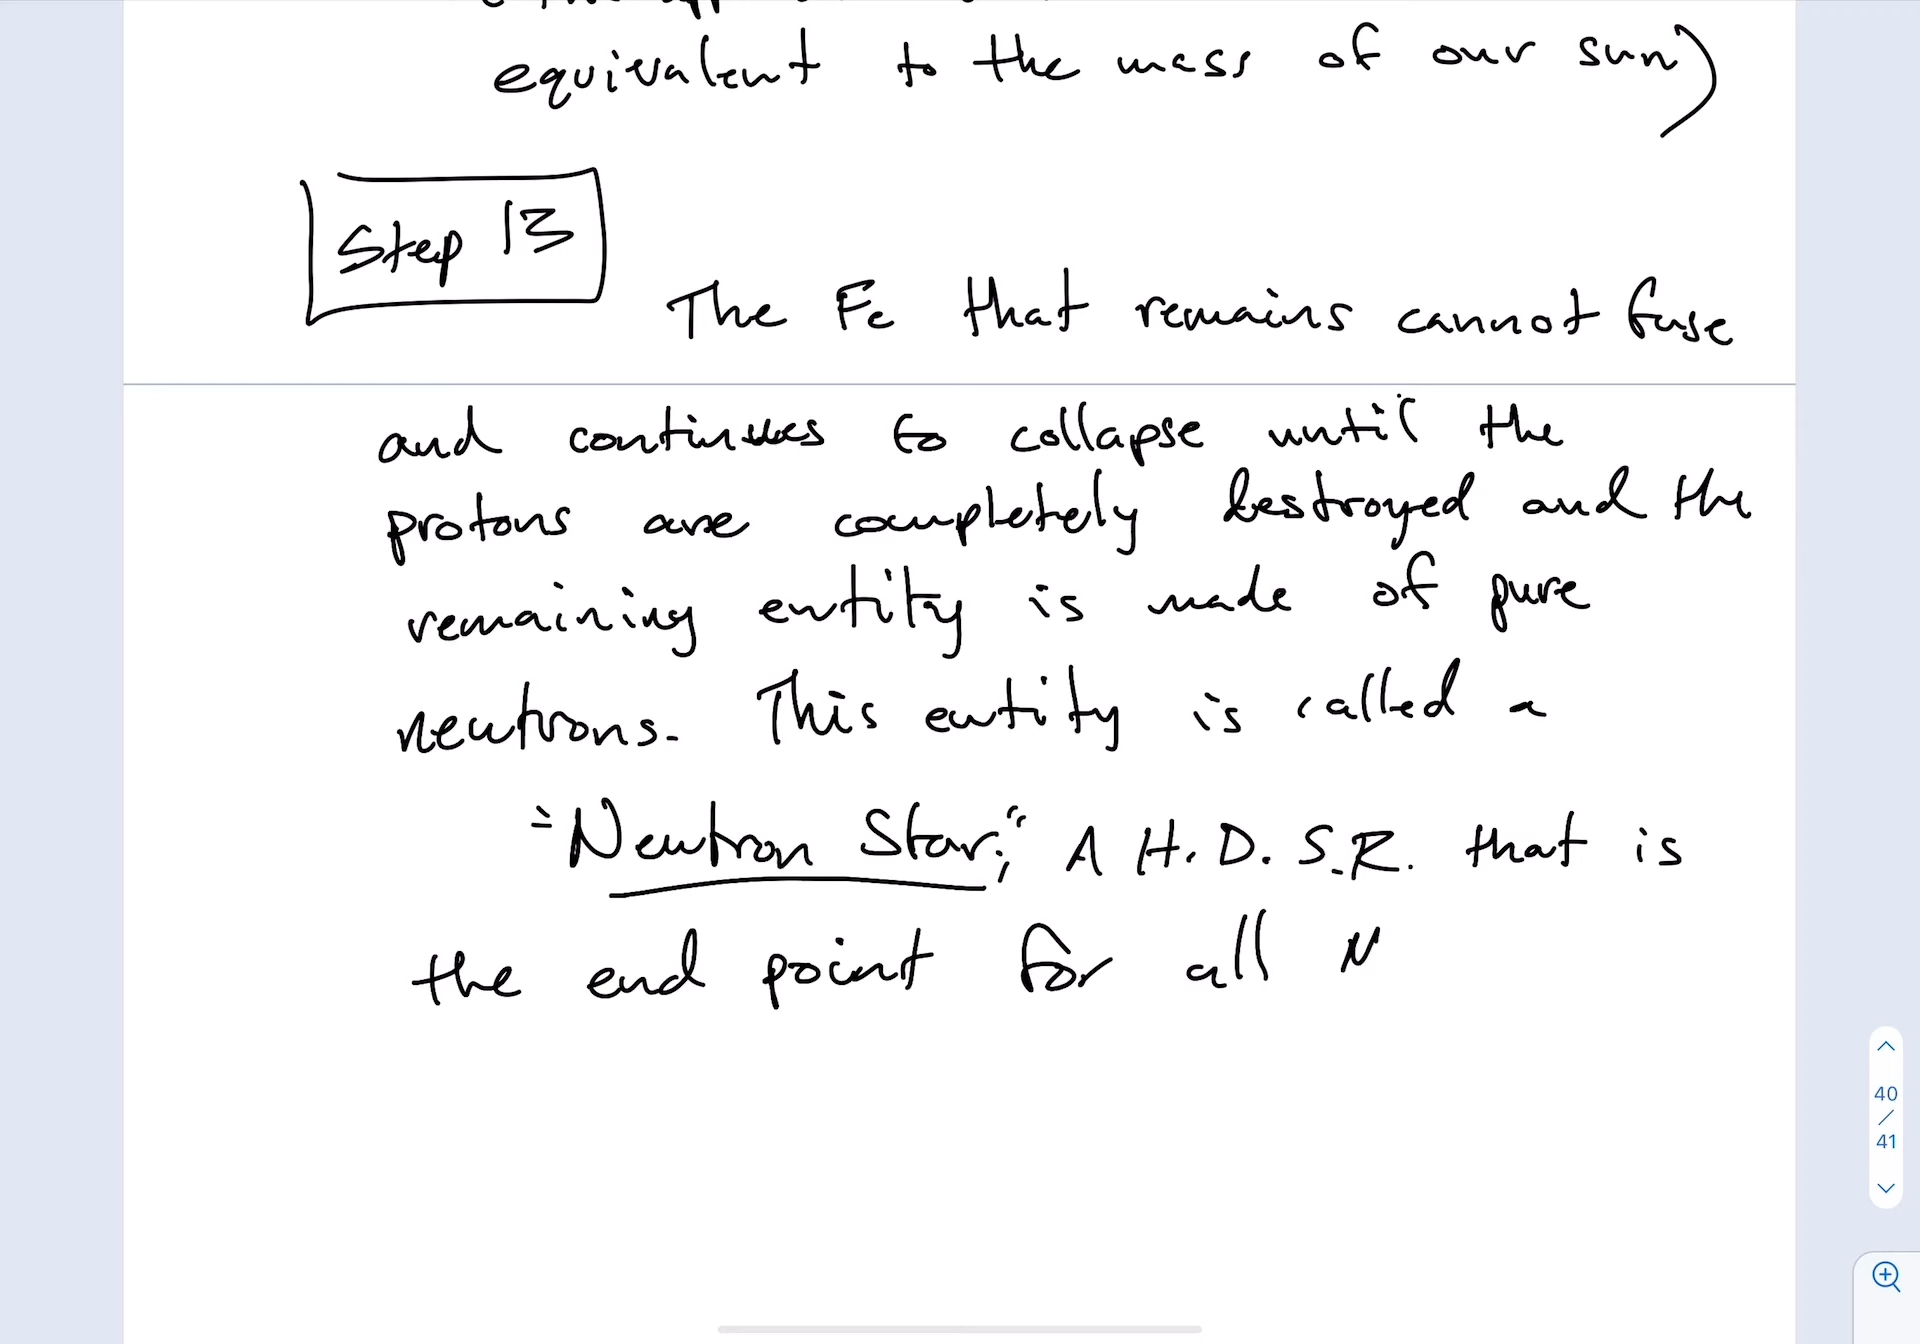 equivalent to the mass of our sun)
Step 13
The Fe that remains cannot fuse
and continues to collapse until the
protons are completely destroyed and the
remaining entity is made of pure
neutrons. This entity is called a
"Neutron Star;" A H.D.S.R. that is
the end point for all N
40
/
41